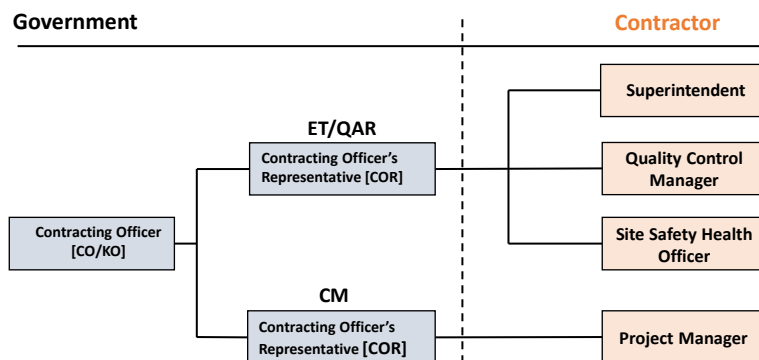 Government
Contractor
Superintendent
ET/QAR
Contracting Officer's
Representative [COR]
Quality Control
Manager
Contracting Officer
[CO/KO]
Site Safety Health
Officer
CM
Contracting Officer's
Representative [COR]
Project Manager